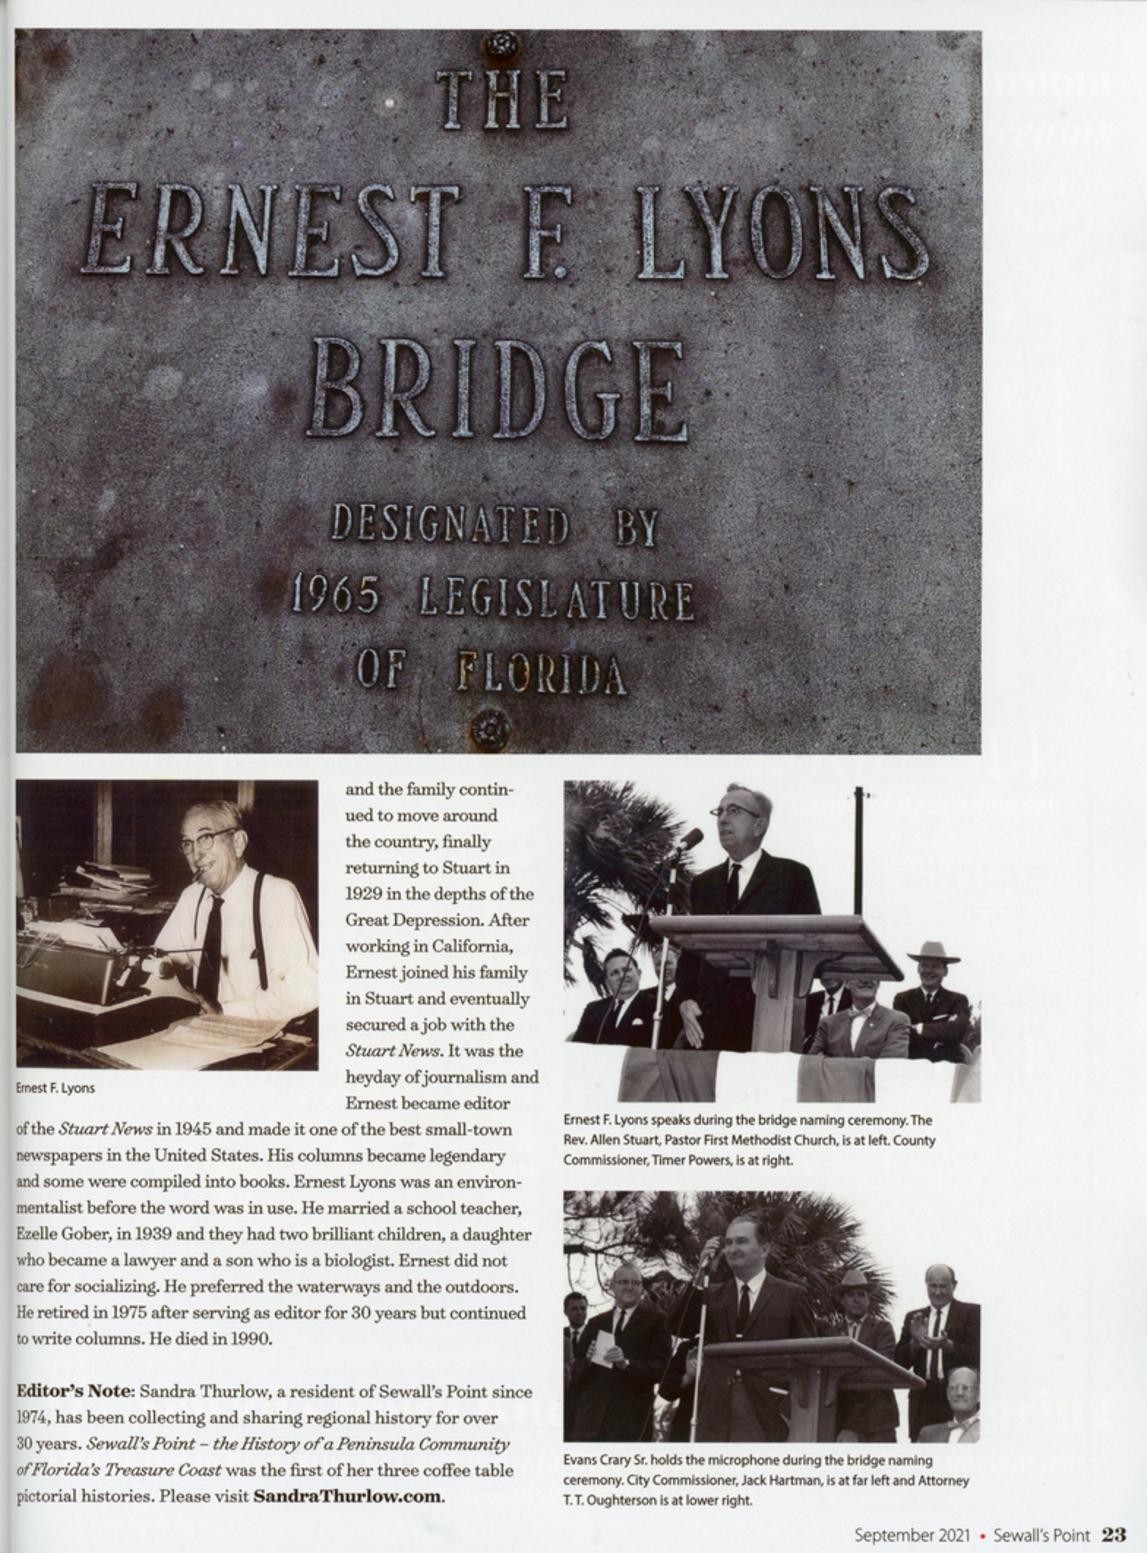 THE
ERNEST F. LYONS
BRIDGE
DESIGNATED BY
1965 LEGISLATURE
OF FLORIDA
Ernest F. Lyons
and the family contin-
ued to move around
the country, finally
returning to Stuart in
1929 in the depths of the
Great Depression. After
working in California,
Ernest joined his family
in Stuart and eventually
secured a job with the
Stuart News. It was the
heyday of journalism and
Ernest became editor
of the Stuart News in 1945 and made it one of the best small-town
newspapers in the United States. His columns became legendary
and some were compiled into books. Ernest Lyons was an environ-
mentalist before the word was in use. He married a school teacher,
Ezelle Gober, in 1939 and they had two brilliant children, a daughter
who became a lawyer and a son who is a biologist. Ernest did not
care for socializing. He preferred the waterways and the outdoors.
He retired in 1975 after serving as editor for 30 years but continued
to write columns. He died in 1990.
Editor's Note: Sandra Thurlow, a resident of Sewall's Point since
1974, has been collecting and sharing regional history for over
30 years. Sewall's Point – the History of a Peninsula Community
of Florida's Treasure Coast was the first of her three coffee table
pictorial histories. Please visit SandraThurlow.com.
Ernest F. Lyons speaks during the bridge naming ceremony. The
Rev. Allen Stuart, Pastor First Methodist Church, is at left. County
Commissioner, Timer Powers, is at right.
Evans Crary Sr. holds the microphone during the bridge naming
ceremony. City Commissioner, Jack Hartman, is at far left and Attorney
T. T. Oughterson is at lower right.
September 2021 • Sewall's Point 23